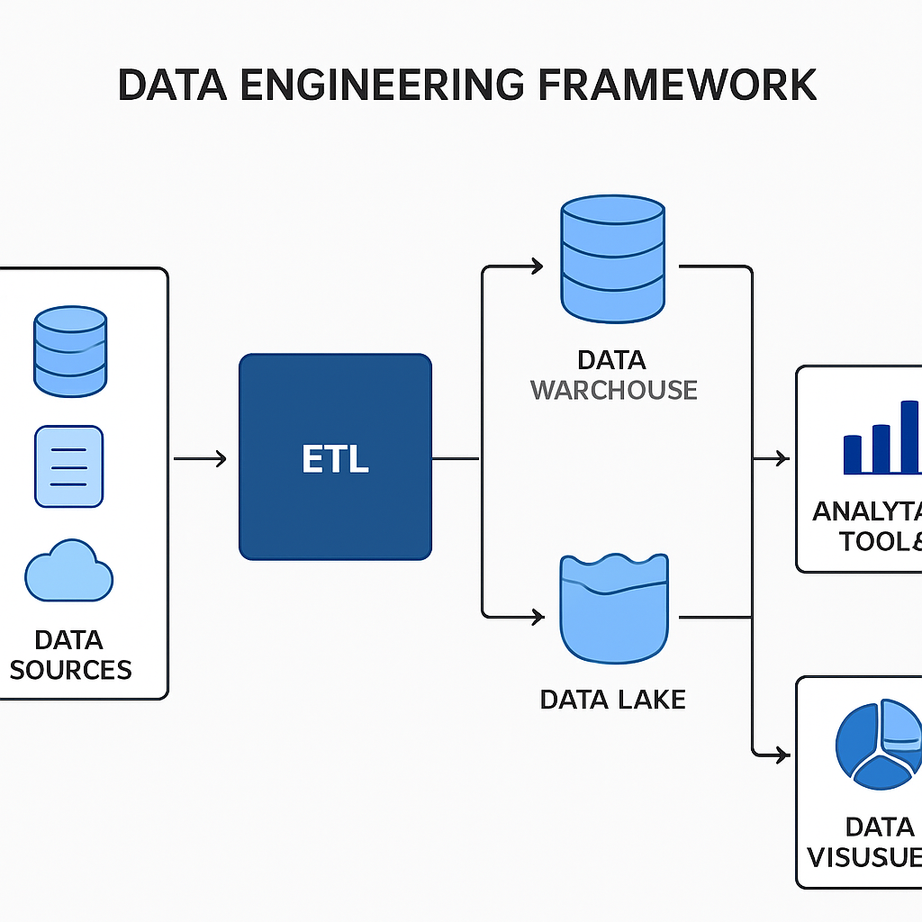 DATA ENGINEERING FRAMEWORK
DATA
SOURCES
ETL
DATA
WARCHOUSE
DATA LAKE
ANALYTA
TOOL&
DATA
VISUSUE